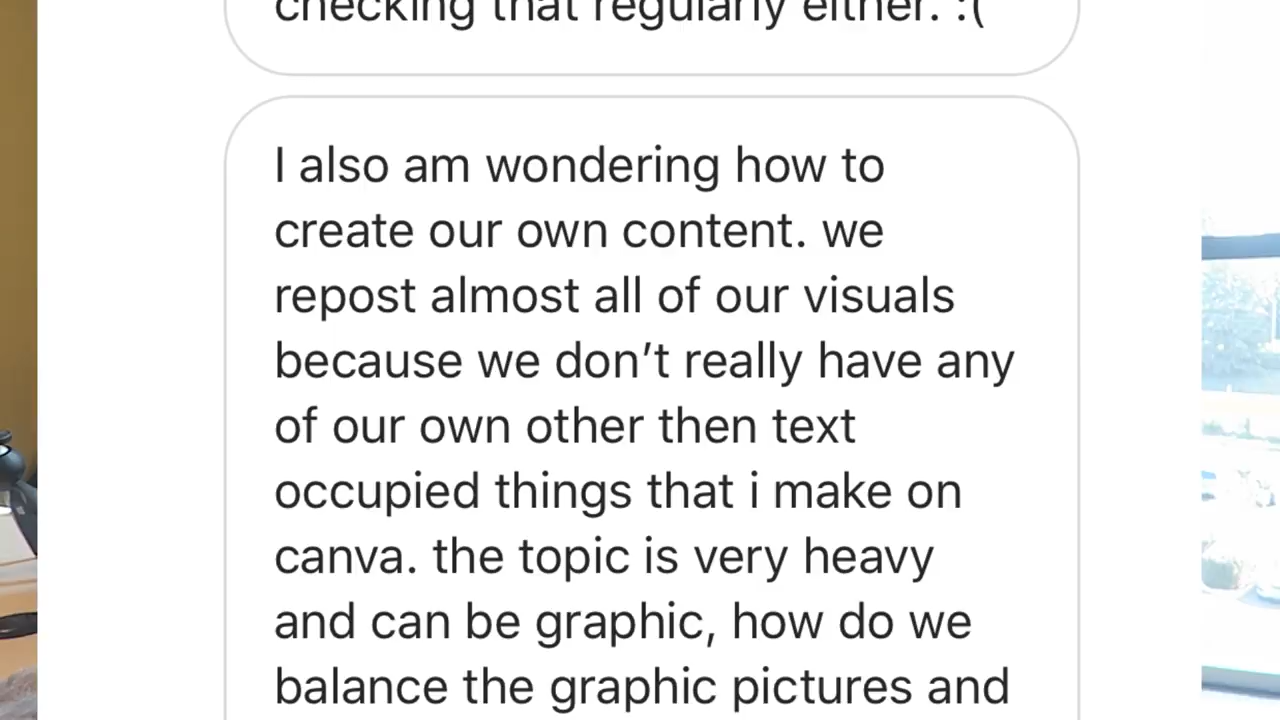 checking that regularly either. :(
I also am wondering how to
create our own content. we
repost almost all of our visuals
because we don’t really have any
of our own other then text
occupied things that i make on
canva. the topic is very heavy
and can be graphic, how do we
balance the graphic pictures and